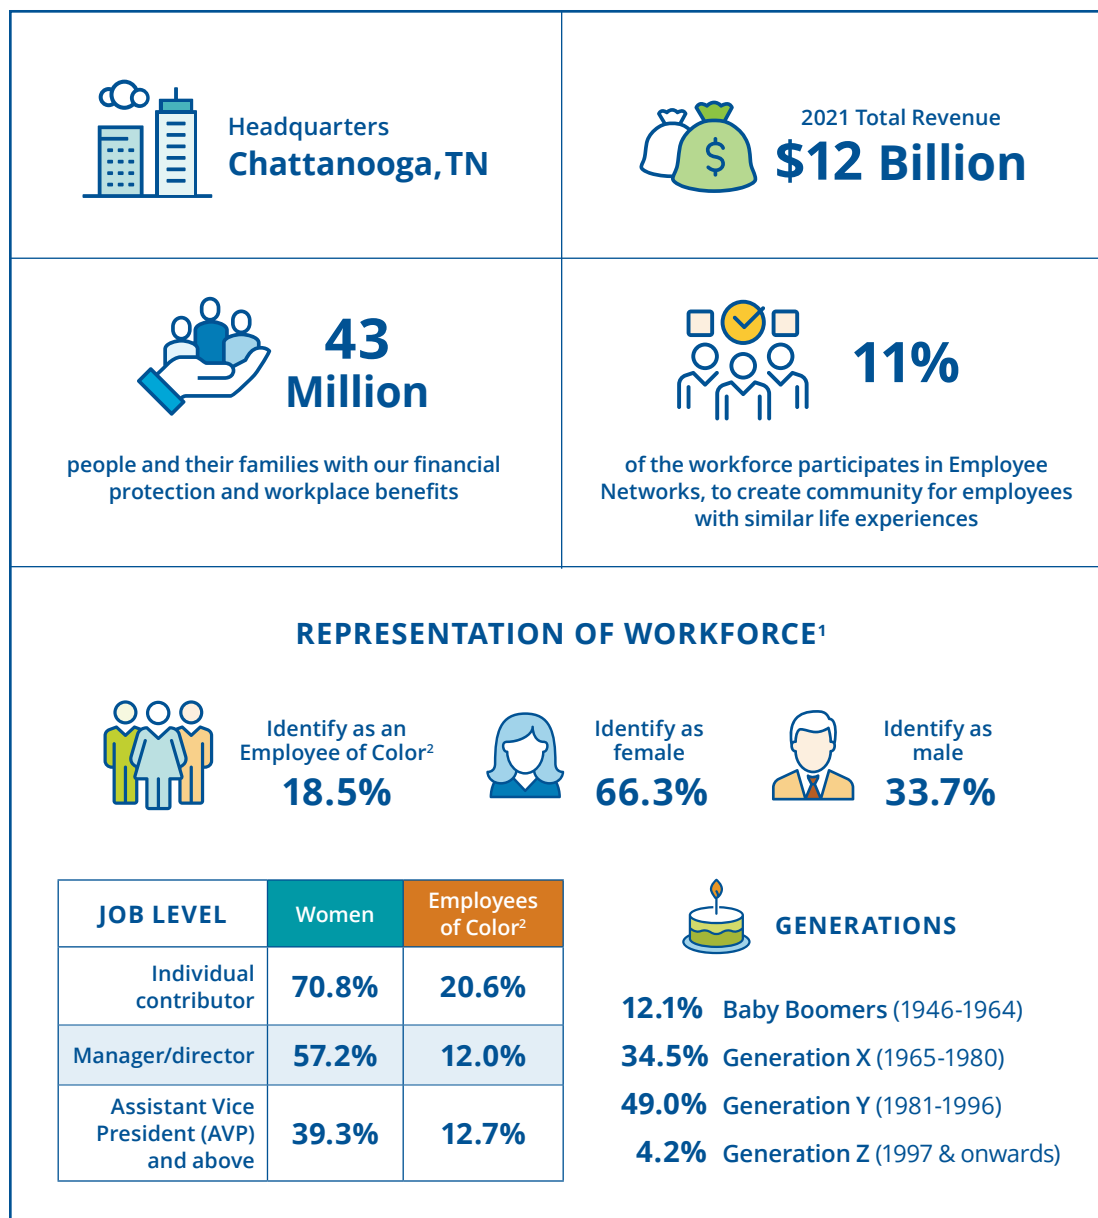 Headquarters
Chattanooga, TN
2021 Total Revenue
$12 Billion
$
43
Million
people and their families with our financial
protection and workplace benefits
11%
of the workforce participates in Employee
Networks, to create community for employees
with similar life experiences
REPRESENTATION OF WORKFORCE¹
Identify as an
Employee of Color²
18.5%
Identify as
female
66.3%
Identify as
male
33.7%
JOB LEVEL
Women
Employees
of Color²
Individual
contributor
70.8%
20.6%
Manager/director
57.2%
12.0%
Assistant Vice
President (AVP)
and above
39.3%
12.7%
GENERATIONS
12.1% Baby Boomers (1946-1964)
34.5% Generation X (1965-1980)
49.0% Generation Y (1981-1996)
4.2% Generation Z (1997 & onwards)